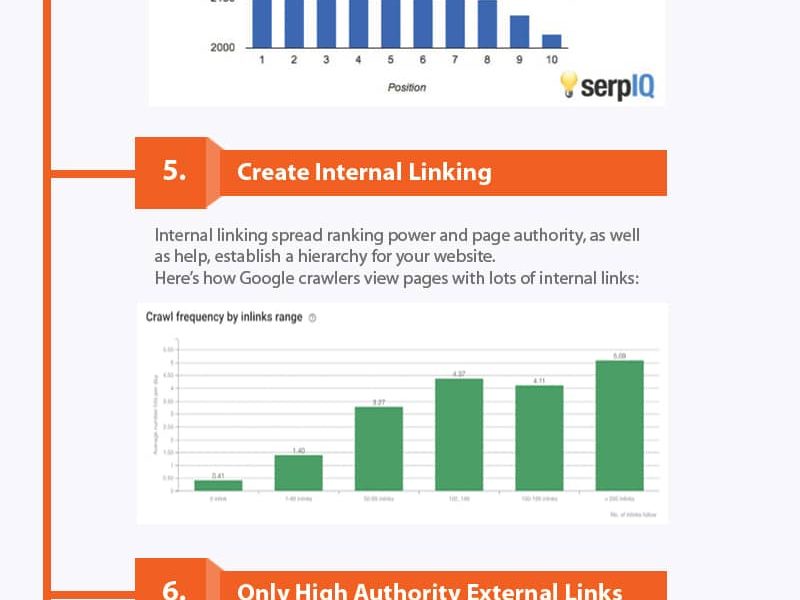 2000
1 2 3 4 5 6 7 8 9 10
Position
serpIQ
5. Create Internal Linking
Internal linking spread ranking power and page authority, as well
as help, establish a hierarchy for your website.
Here's how Google crawlers view pages with lots of internal links:
Crawl frequency by inlinks range
5.09
4.37
4.11
3.27
1.40
0.41
No. of inlinks follow
6. Only High Authority External Links